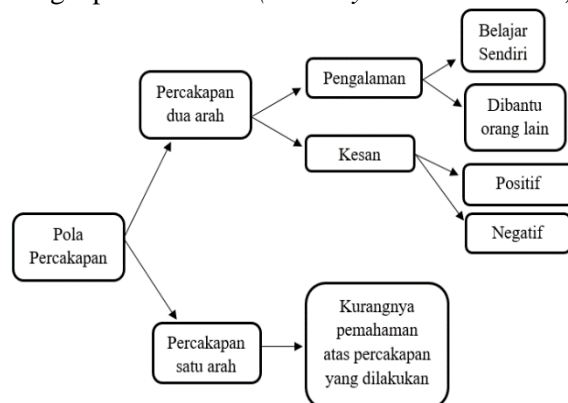 Belajar
Sendiri
Pengalaman
Percakapan
dua arah
Dibantu
orang lain
Kesan
Positif
Negatif
Pola
Percakapan
Percakapan
satu arah
Kurangnya
pemahaman
atas percakapan
yang dilakukan